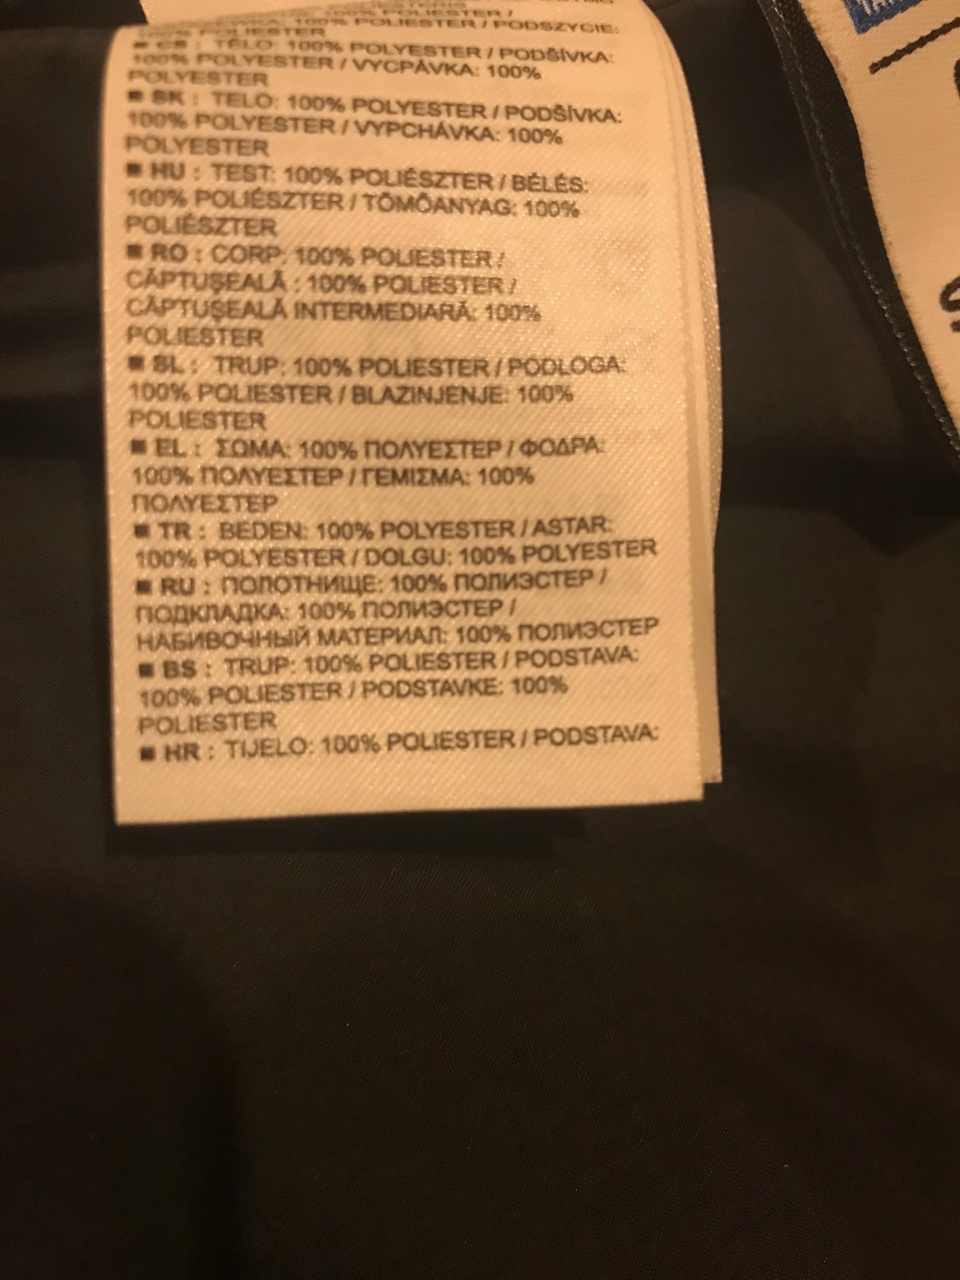 100% POLYESTER / PODSZYCIE:
100% POLIESTER
■ CS : TĚLO: 100% POLYESTER / PODŠÍVKA:
100% POLYESTER / VYCPÁVKA: 100%
POLYESTER
■ SK : TELO: 100% POLYESTER / PODŠÍVKA:
100% POLYESTER / VYPCHÁVKA: 100%
POLYESTER
■ HU : TEST: 100% POLIÉSZTER / BÉLÉS:
100% POLIÉSZTER / TÖMŐANYAG: 100%
POLIÉSZTER
■ RO : CORP: 100% POLIESTER /
CĂPTUŞEALĂ : 100% POLIESTER /
CĂPTUŞEALĂ INTERMEDIARĂ: 100%
POLIESTER
■ SL : TRUP: 100% POLIESTER / PODLOGA:
100% POLIESTER / BLAZINJENJE: 100%
POLIESTER
■ EL : ΣΩΜΑ: 100% ΠΟΛΥΕΣΤΕΡ / ΦΟΔΡΑ:
100% ΠΟΛΥΕΣΤΕΡ / ΓΕΜΙΣΜΑ: 100%
ΠΟΛΥΕΣΤΕΡ
■ TR : BEDEN: 100% POLYESTER / ASTAR:
100% POLYESTER / DOLGU: 100% POLYESTER
■ RU : ПОЛОТНИЩЕ: 100% ПОЛИЭСТЕР /
ПОДКЛАДКА: 100% ПОЛИЭСТЕР /
НАБИВОЧНЫЙ МАТЕРИАЛ: 100% ПОЛИЭСТЕР
■ BS : TRUP: 100% POLIESTER / PODSTAVA:
100% POLIESTER / PODSTAVKE: 100%
POLIESTER
■ HR : TIJELO: 100% POLIESTER / PODSTAVA: